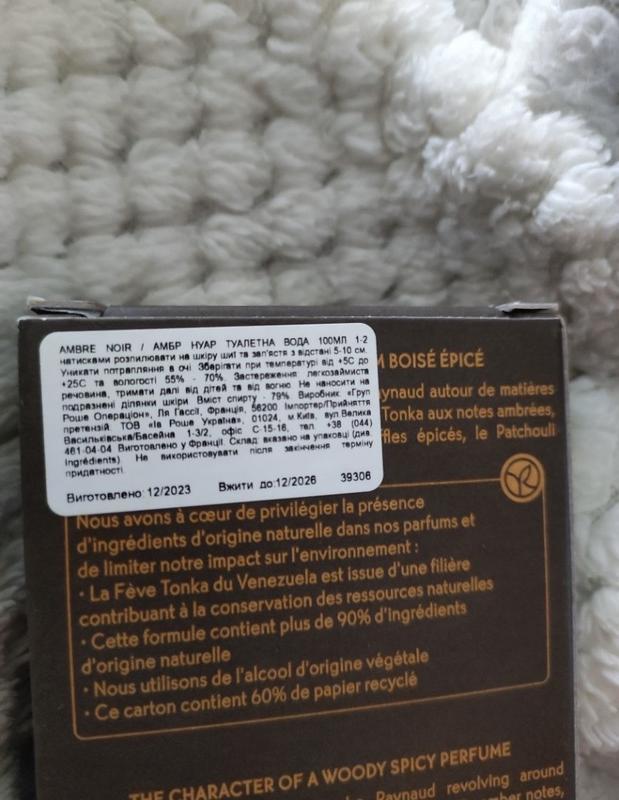 AMBRE NOIR / АМБР НУАР ТУАЛЕТНА ВОДА 100МЛ 1-2
натисками розпилювати на шкіру шиї та зап'ястя з відстані 5-10 см.
Уникати потрапляння в очі Зберігати при температурі від +5C до
+25C та вологості 55% - 70%. Застереження: легкозаймиста
речовина, тримати далі від дітей та від вогню. Не наносити на
подразнені ділянки шкіри. Вміст спирту - 79% Виробник «Груп
Роше Операціон», Ля Гассі, Франція, 56200 Імпортер/Прийняття
претензій ТОВ «Ів Роше Україна», 01024, м.Київ, вул.Велика
Васильківська/Басейна 1-3/2, офіс С-15-16, тел +38 (044)
461-04-04 Виготовлено у Франції. Склад: вказано на упаковці (див.
Ingrédients). Не використовувати після закінчення терміну
придатності.
Виготовлено: 12/2023 Вжити до:12/2026 39306
BOISÉ ÉPICÉ
autour de matières
Tonka aux notes ambrées,
épicés, le Patchouli
Nous avons à cœur de privilégier la présence
d'ingrédients d'origine naturelle dans nos parfums et
de limiter notre impact sur l'environnement :
• La Fève Tonka du Venezuela est issue d'une filière
contribuant à la conservation des ressources naturelles
• Cette formule contient plus de 90% d'ingrédients
d'origine naturelle
• Nous utilisons de l'alcool d'origine végétale
• Ce carton contient 60% de papier recyclé
THE CHARACTER OF A WOODY SPICY PERFUME
Raynaud revolving around
notes,